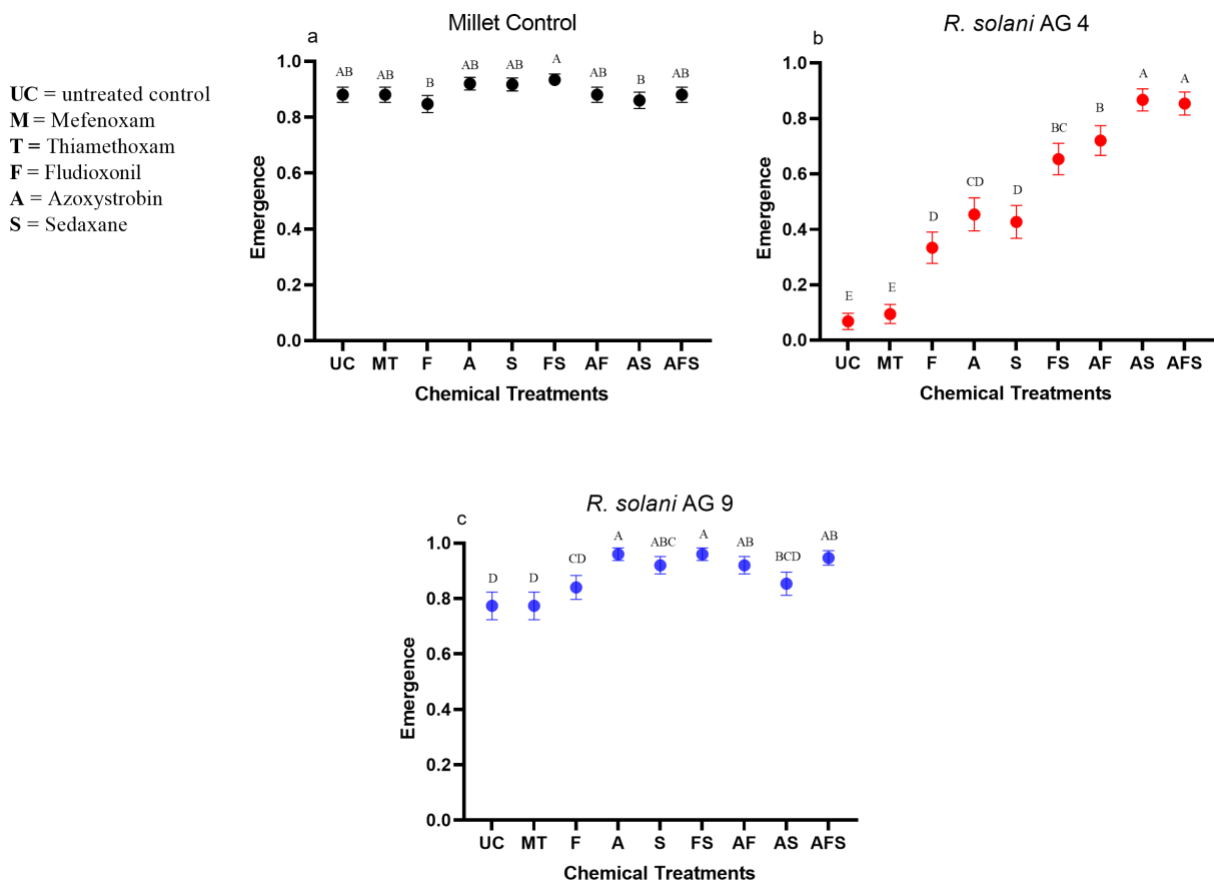 UC = untreated control
M = Mefenoxam
T = Thiamethoxam
F = Fludioxonil
A = Azoxystrobin
S = Sedaxane
a
Millet Control
AB AB B AB AB A AB B AB
1.0
0.8
0.6
0.4
0.2
0.0
Emergence
UC MT F A S FS AF AS AFS
Chemical Treatments
b
R. solani AG 4
E E D CD D BC B A A
1.0
0.8
0.6
0.4
0.2
0.0
Emergence
UC MT F A S FS AF AS AFS
Chemical Treatments
c
R. solani AG 9
D D CD A ABC A AB BCD AB
1.0
0.8
0.6
0.4
0.2
0.0
Emergence
UC MT F A S FS AF AS AFS
Chemical Treatments